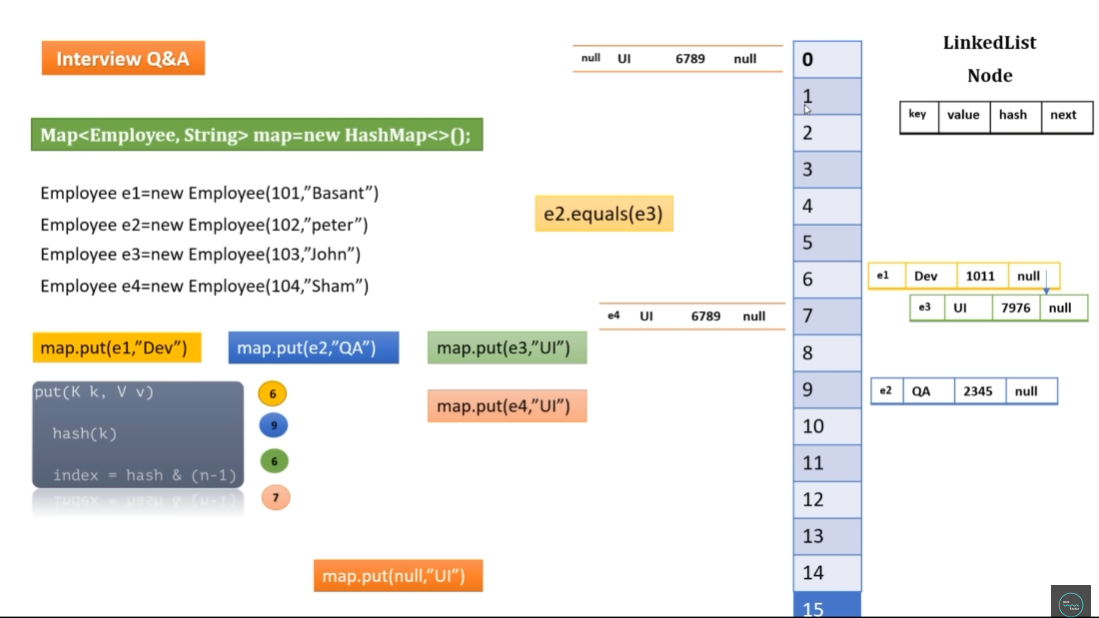 Interview Q&A
Map<Employee, String> map=new HashMap<>();
Employee e1=new Employee(101,”Basant”)
Employee e2=new Employee(102,”peter”)
Employee e3=new Employee(103,”John”)
Employee e4=new Employee(104,”Sham”)
map.put(e1,”Dev”)
map.put(e2,”QA”)
map.put(e3,”UI”)
map.put(e4,”UI”)
put(K k, V v)
hash(k)
index = hash & (n-1)
6
9
6
7
map.put(null,”UI”)
null UI 6789 null
e2.equals(e3)
e4 UI 6789 null
0
1
2
3
4
5
6
7
8
9
10
11
12
13
14
15
LinkedList
Node
key value hash next
e1 Dev 1011 null
e3 UI 7976 null
e2 QA 2345 null